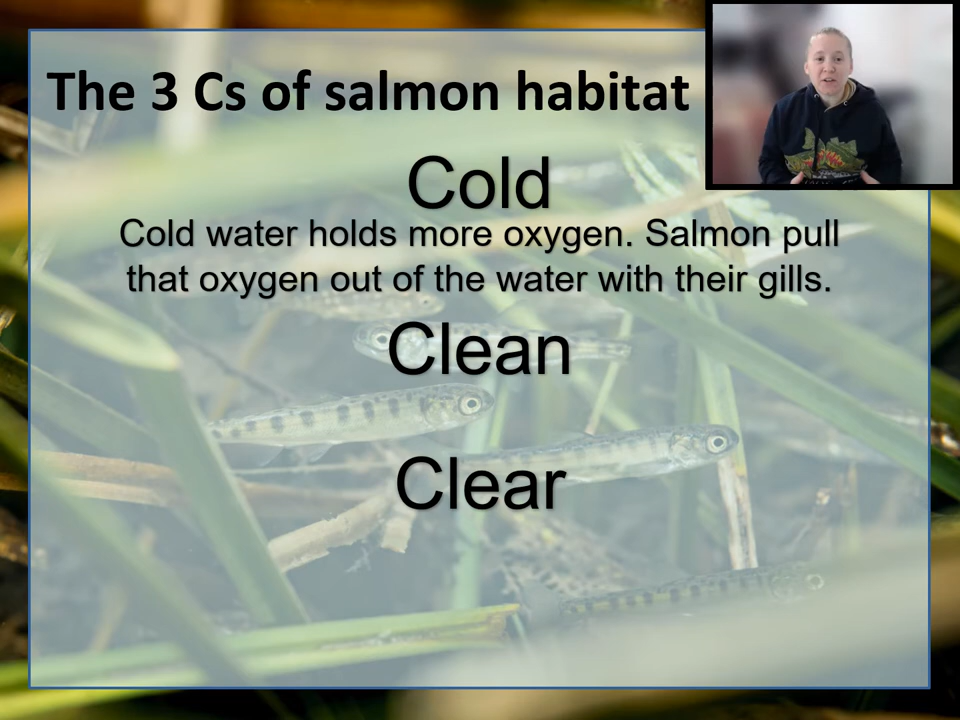 The 3 Cs of salmon habitat
Cold
Cold water holds more oxygen. Salmon pull
that oxygen out of the water with their gills.
Clean
Clear